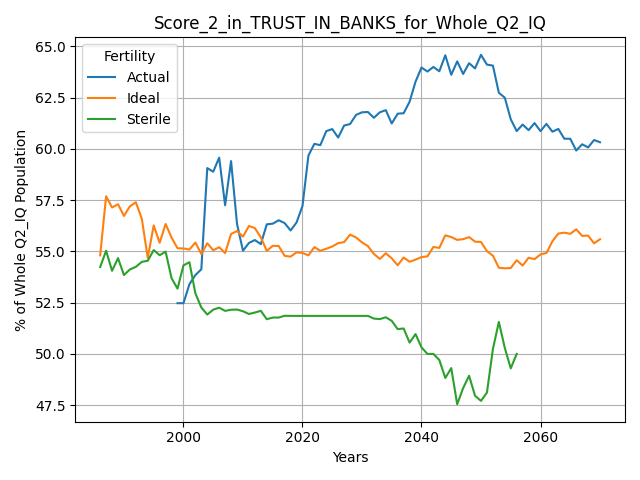 Score_2_in_TRUST_IN_BANKS_for_Whole_Q2_IQ
Fertility
Actual
Ideal
Sterile
% of Whole Q2_IQ Population
65.0
62.5
60.0
57.5
55.0
52.5
50.0
47.5
2000
2020
2040
2060
Years